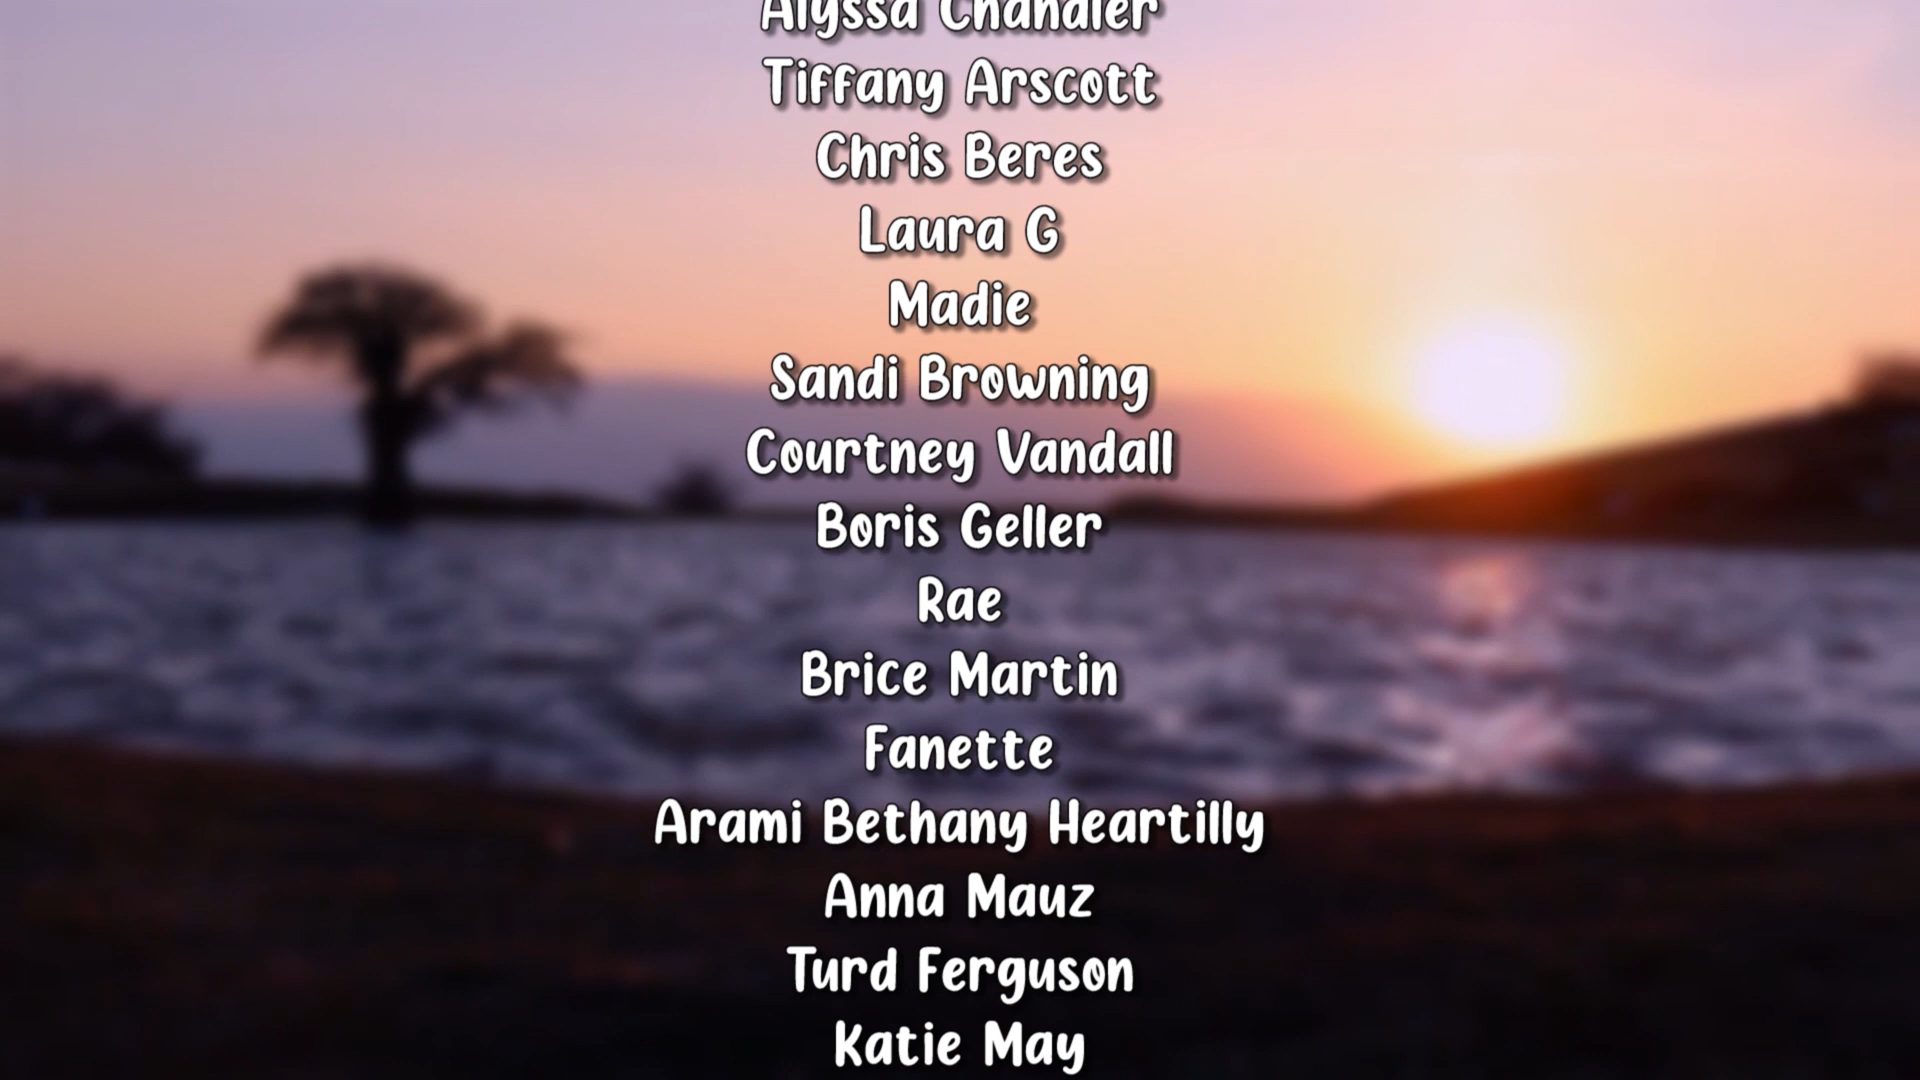 Alyssa Chandler
Tiffany Arscott
Chris Beres
Laura G
Madie
Sandi Browning
Courtney Vandall
Boris Geller
Rae
Brice Martin
Fanette
Arami Bethany Heartilly
Anna Mauz
Turd Ferguson
Katie May